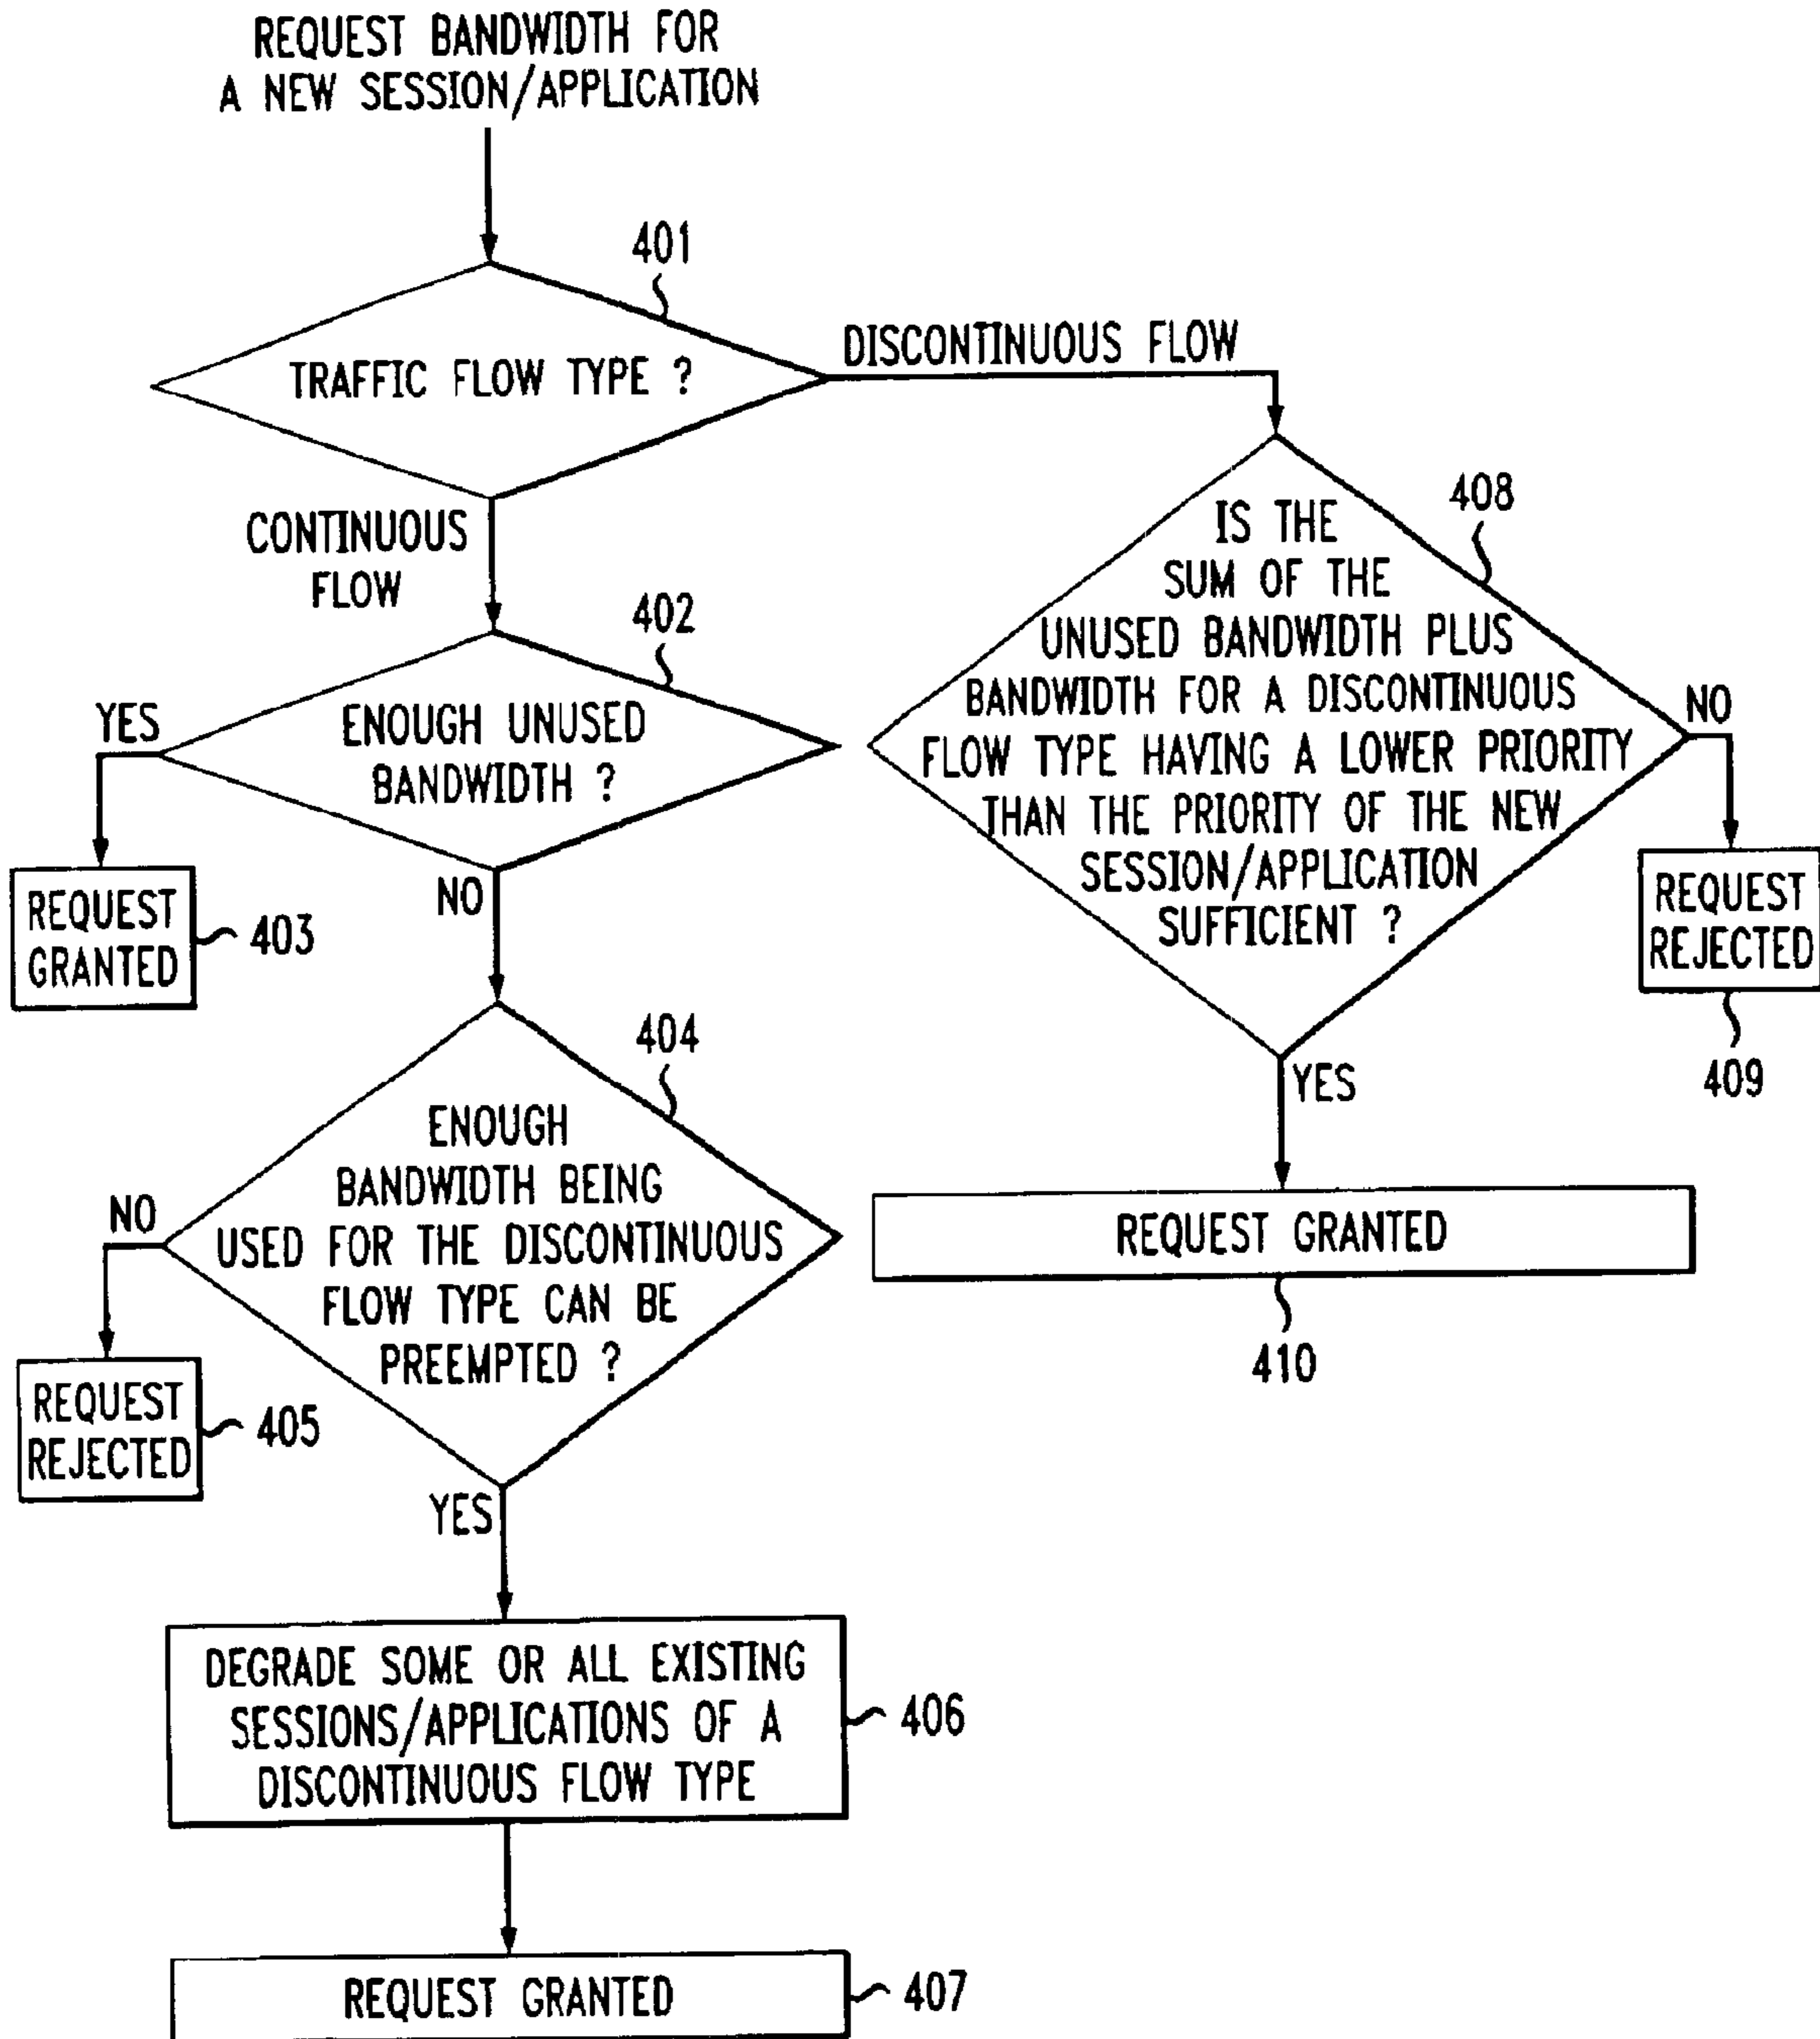 REQUEST BANDWIDTH FOR
A NEW SESSION/APPLICATION
401
TRAFFIC FLOW TYPE ?
DISCONTINUOUS FLOW
CONTINUOUS
FLOW
402
ENOUGH UNUSED
BANDWIDTH ?
YES
REQUEST
GRANTED
403
NO
404
ENOUGH
BANDWIDTH BEING
USED FOR THE DISCONTINUOUS
FLOW TYPE CAN BE
PREEMPTED ?
NO
REQUEST
REJECTED
405
YES
DEGRADE SOME OR ALL EXISTING
SESSIONS/APPLICATIONS OF A
DISCONTINUOUS FLOW TYPE
406
REQUEST GRANTED
407
408
IS THE
SUM OF THE
UNUSED BANDWIDTH PLUS
BANDWIDTH FOR A DISCONTINUOUS
FLOW TYPE HAVING A LOWER PRIORITY
THAN THE PRIORITY OF THE NEW
SESSION/APPLICATION
SUFFICIENT ?
NO
REQUEST
REJECTED
409
YES
REQUEST GRANTED
410